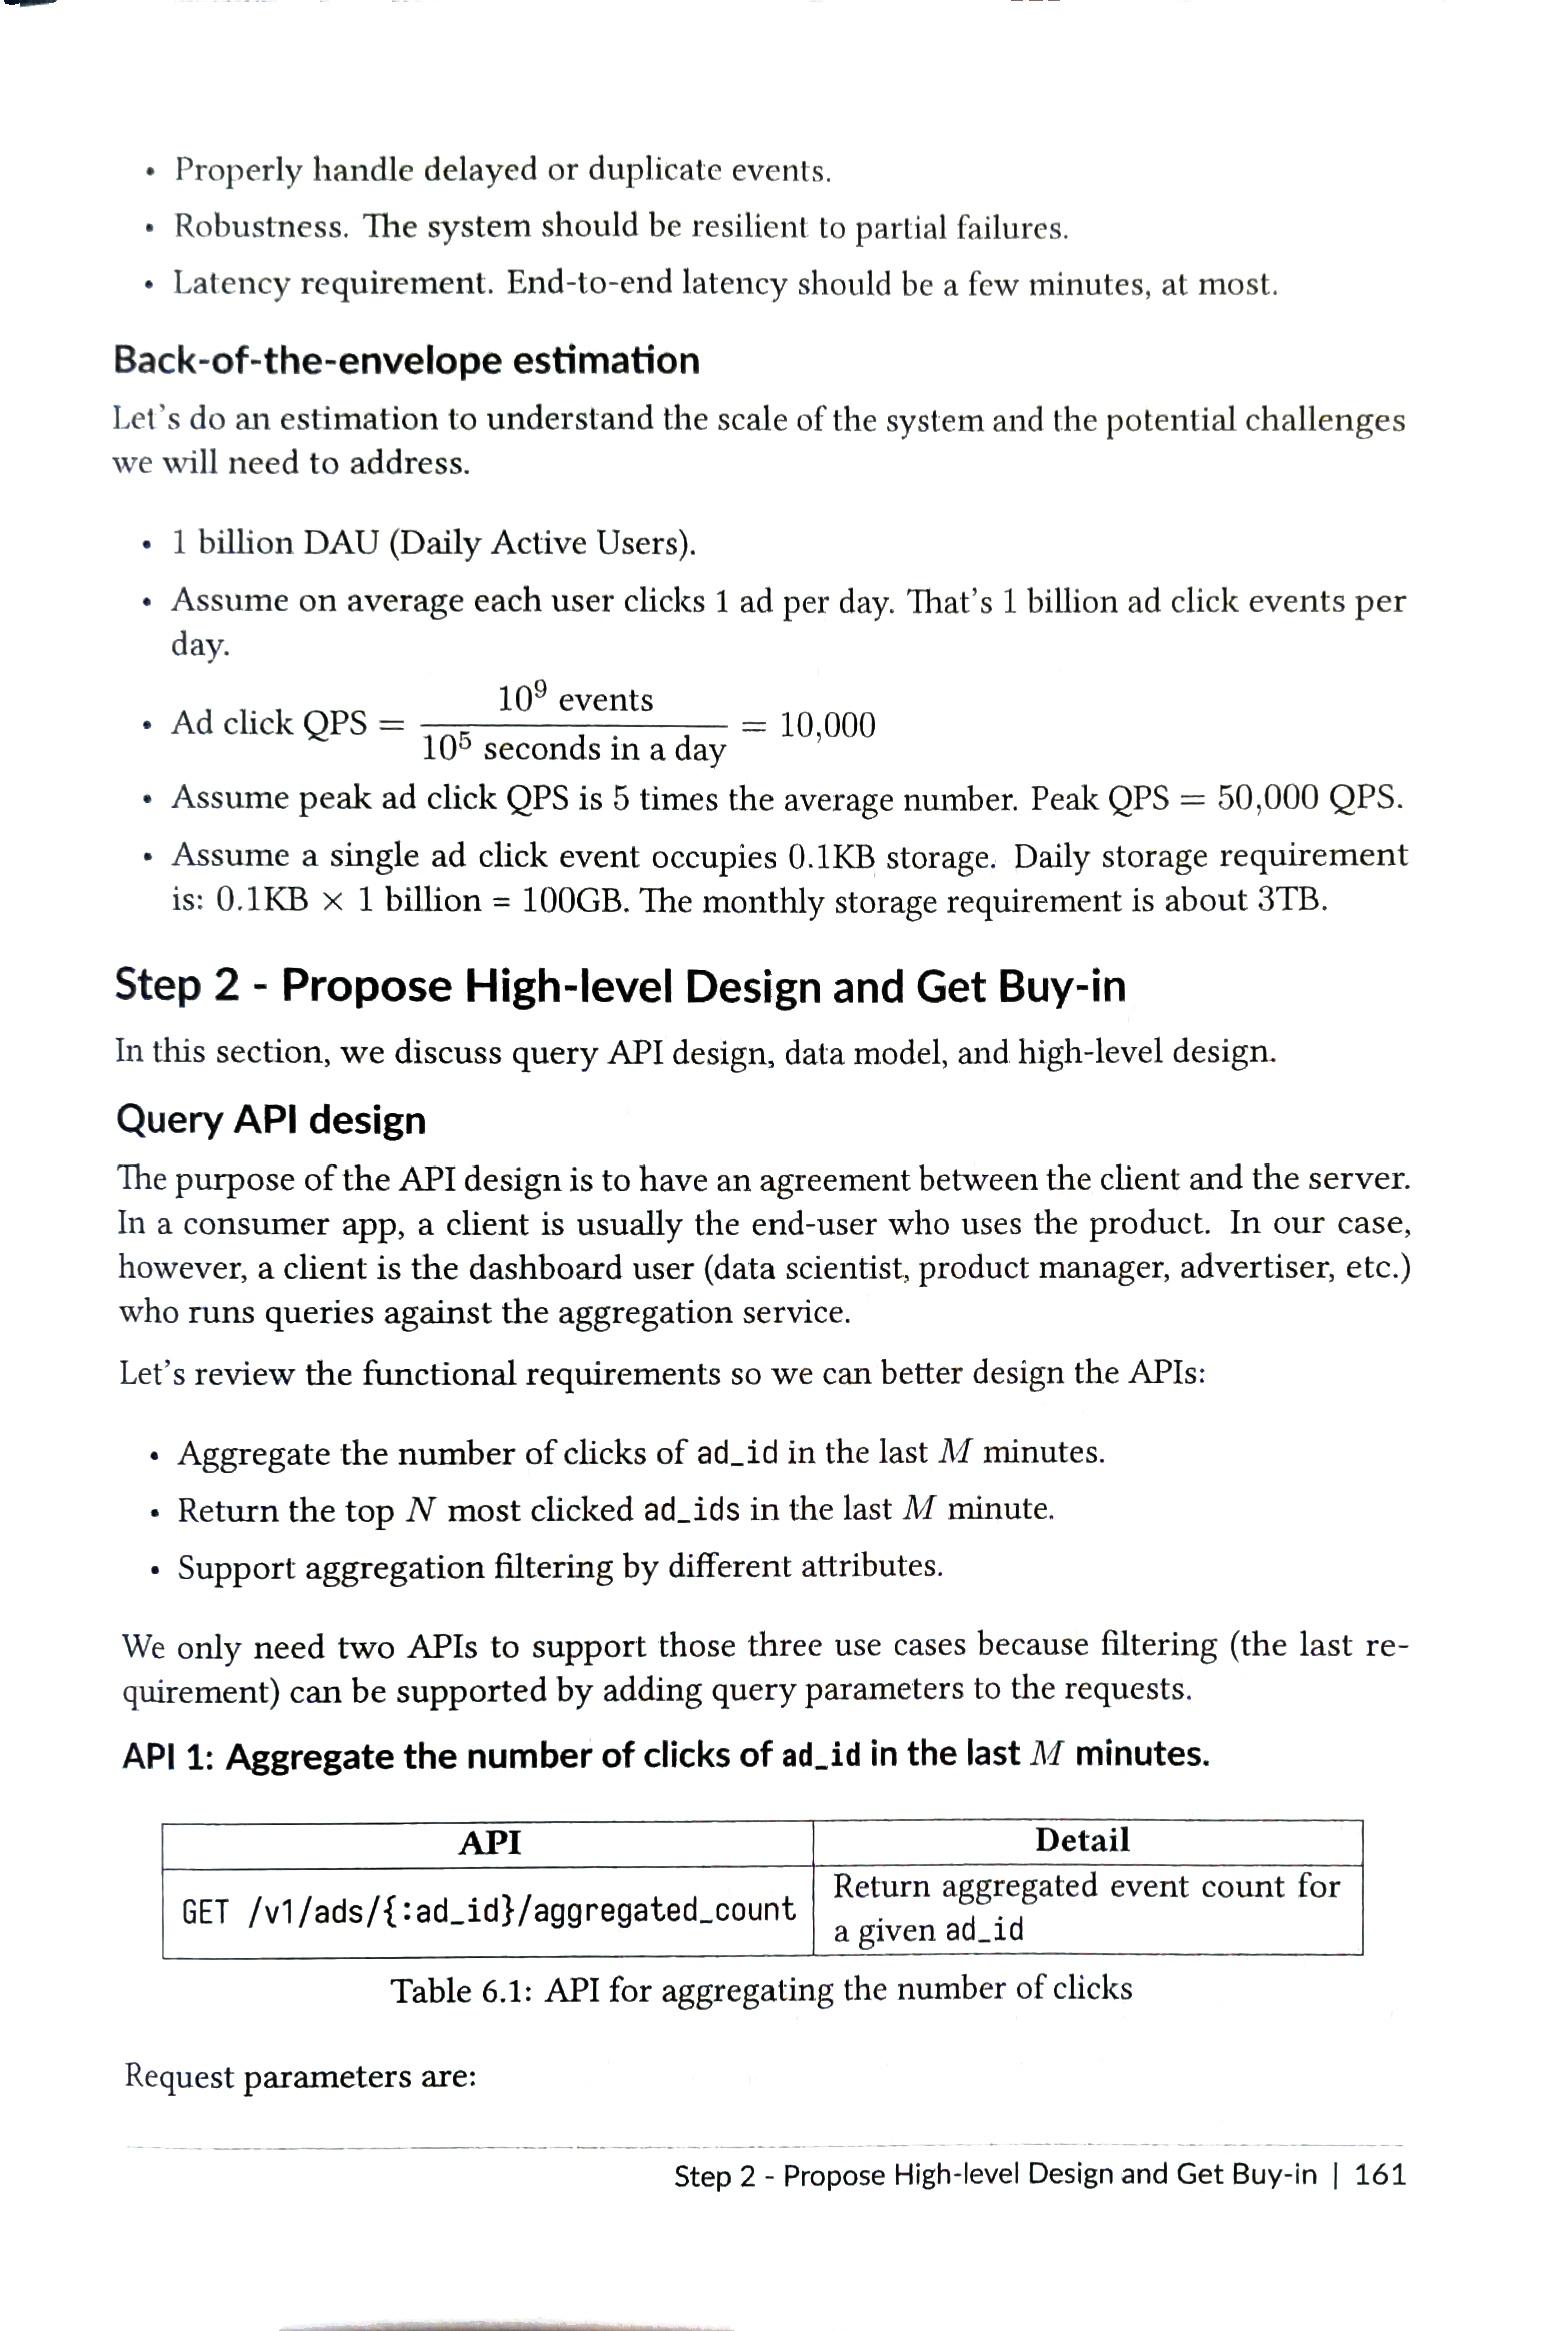 • Properly handle delayed or duplicate events.
• Robustness. The system should be resilient to partial failures.
• Latency requirement. End-to-end latency should be a few minutes, at most.
Back-of-the-envelope estimation
Let's do an estimation to understand the scale of the system and the potential challenges
we will need to address.
• 1 billion DAU (Daily Active Users).
• Assume on average each user clicks 1 ad per day. That's 1 billion ad click events per
day.
• Ad click QPS = 10⁹ events / 10⁵ seconds in a day = 10,000
• Assume peak ad click QPS is 5 times the average number. Peak QPS = 50,000 QPS.
• Assume a single ad click event occupies 0.1KB storage. Daily storage requirement
is: 0.1KB × 1 billion = 100GB. The monthly storage requirement is about 3TB.
Step 2 - Propose High-level Design and Get Buy-in
In this section, we discuss query API design, data model, and high-level design.
Query API design
The purpose of the API design is to have an agreement between the client and the server.
In a consumer app, a client is usually the end-user who uses the product. In our case,
however, a client is the dashboard user (data scientist, product manager, advertiser, etc.)
who runs queries against the aggregation service.
Let's review the functional requirements so we can better design the APIs:
• Aggregate the number of clicks of ad_id in the last M minutes.
• Return the top N most clicked ad_ids in the last M minute.
• Support aggregation filtering by different attributes.
We only need two APIs to support those three use cases because filtering (the last re-
quirement) can be supported by adding query parameters to the requests.
API 1: Aggregate the number of clicks of ad_id in the last M minutes.
API Detail
GET /v1/ads/{:ad_id}/aggregated_count Return aggregated event count for
a given ad_id
Table 6.1: API for aggregating the number of clicks
Request parameters are:
Step 2 - Propose High-level Design and Get Buy-in | 161